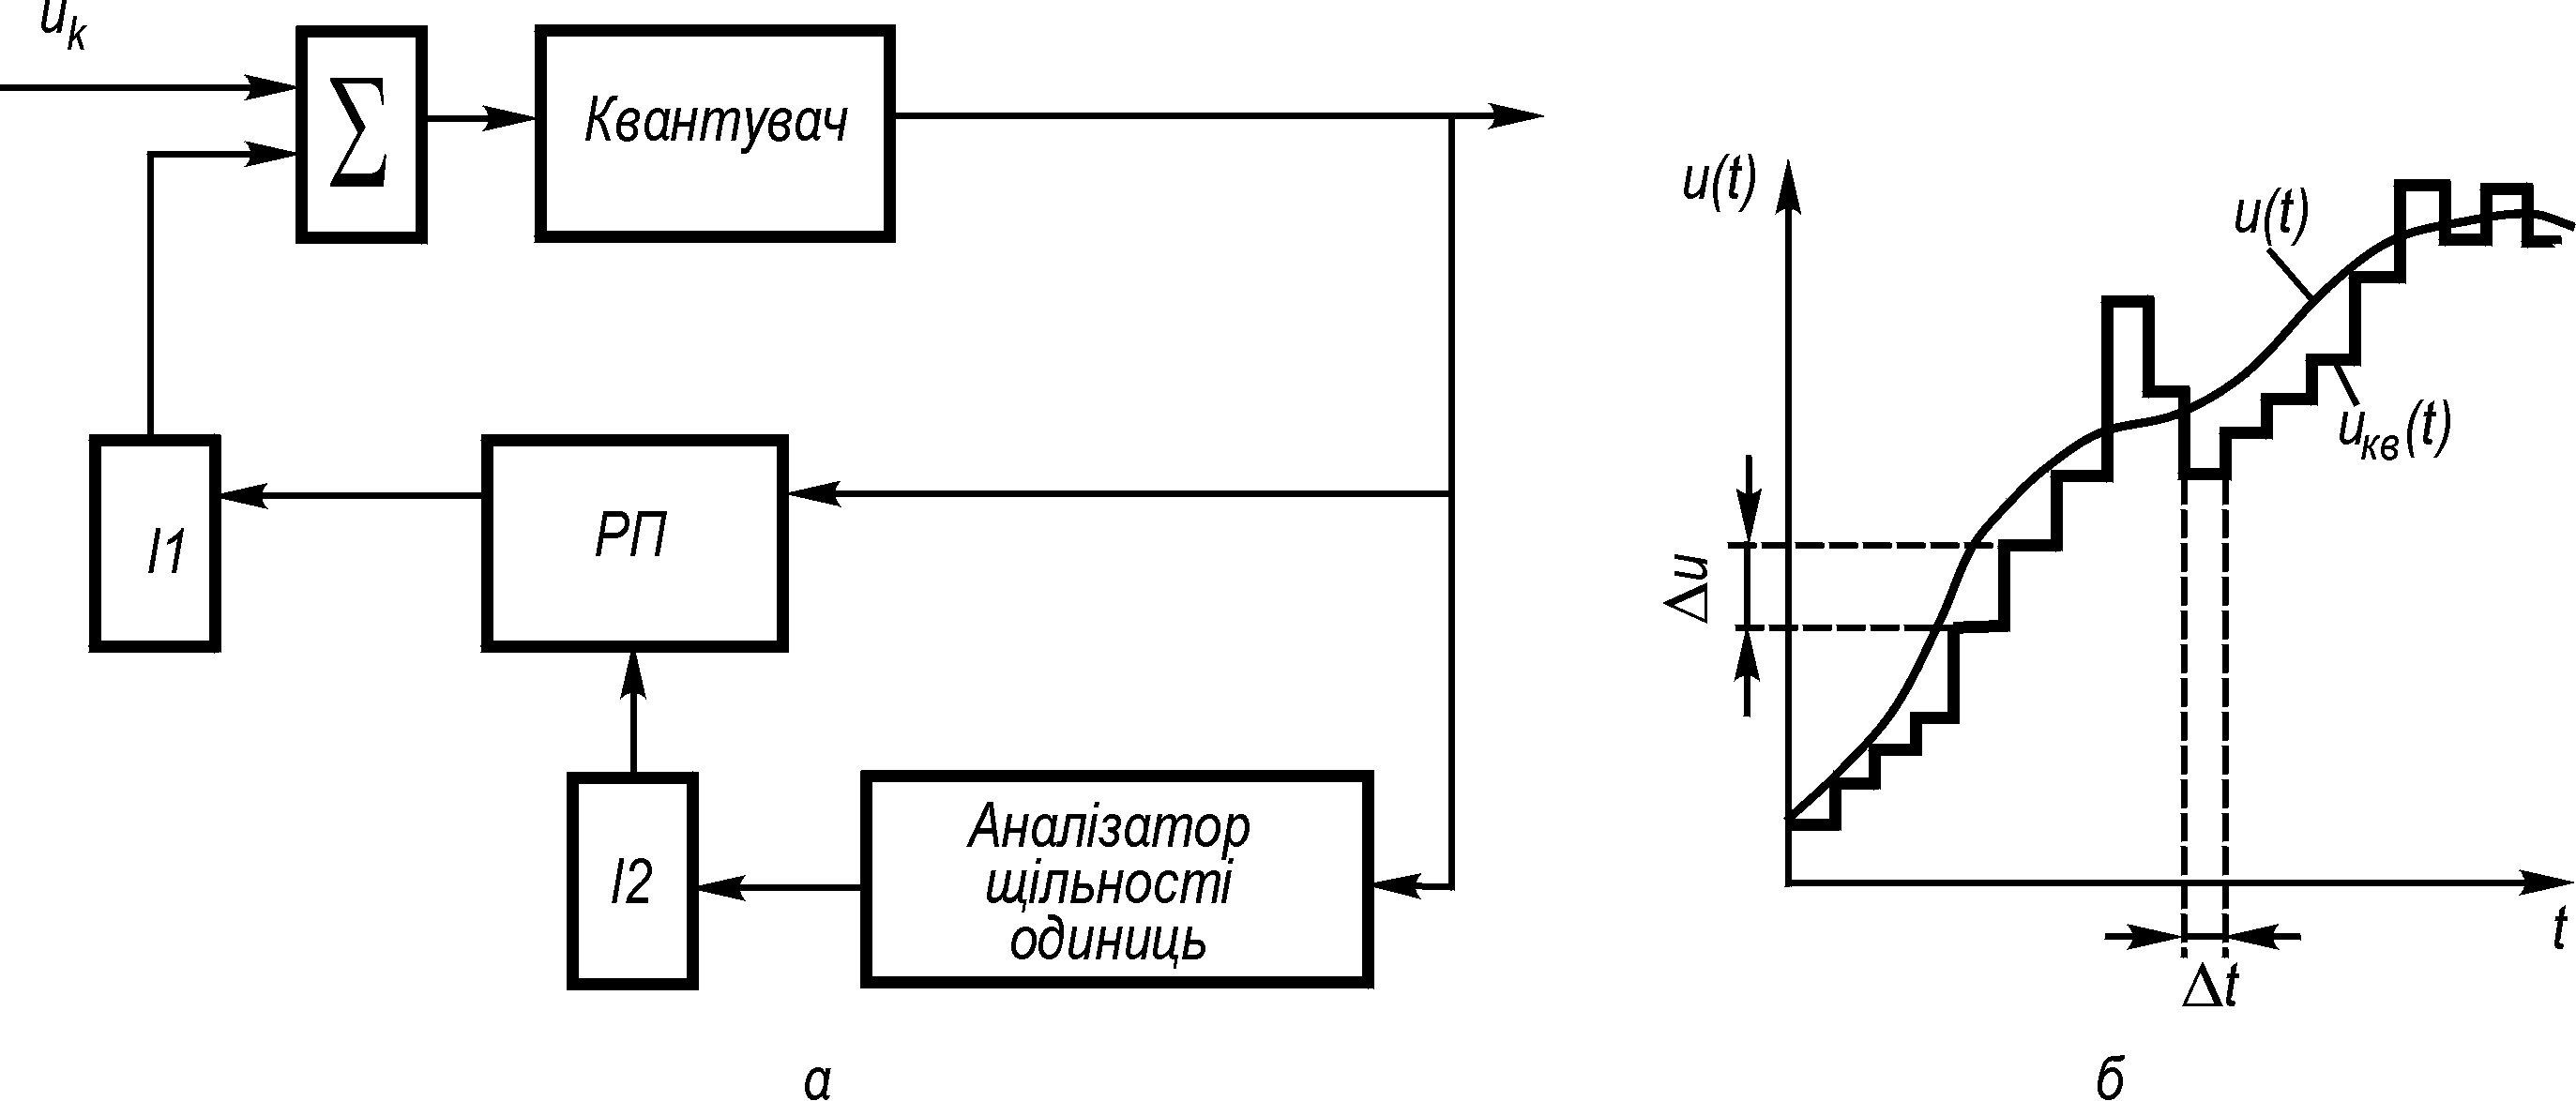 u_k
Σ
Квантувач
І1
РП
І2
Аналізатор
щільності
одиниць
а
u(t)
u(t)
u_кв(t)
Δu
t
Δt
б